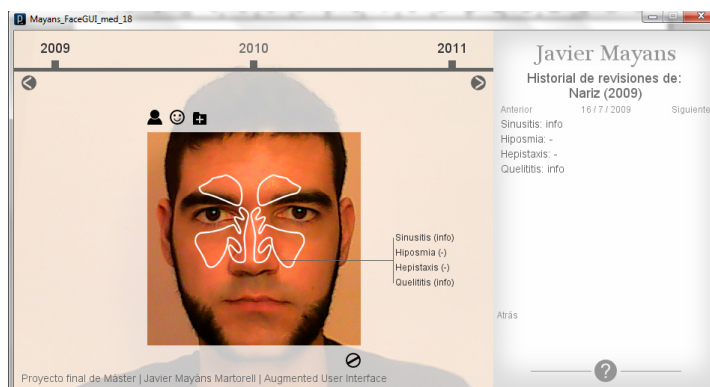 Mayans_FaceGUI_med_18
2009
2010
2011
Sinusitis (info)
Hiposmia (-)
Hepistaxis (-)
Quelititis (info)
Proyecto final de Màster | Javier Mayáns Martorell | Augmented User Interface
Javier Mayans
Historial de revisiones de:
Nariz (2009)
Anterior 16 / 7 / 2009 Siguiente
Sinusitis: info
Hiposmia: -
Hepistaxis: -
Quelititis: info
Atrás
?